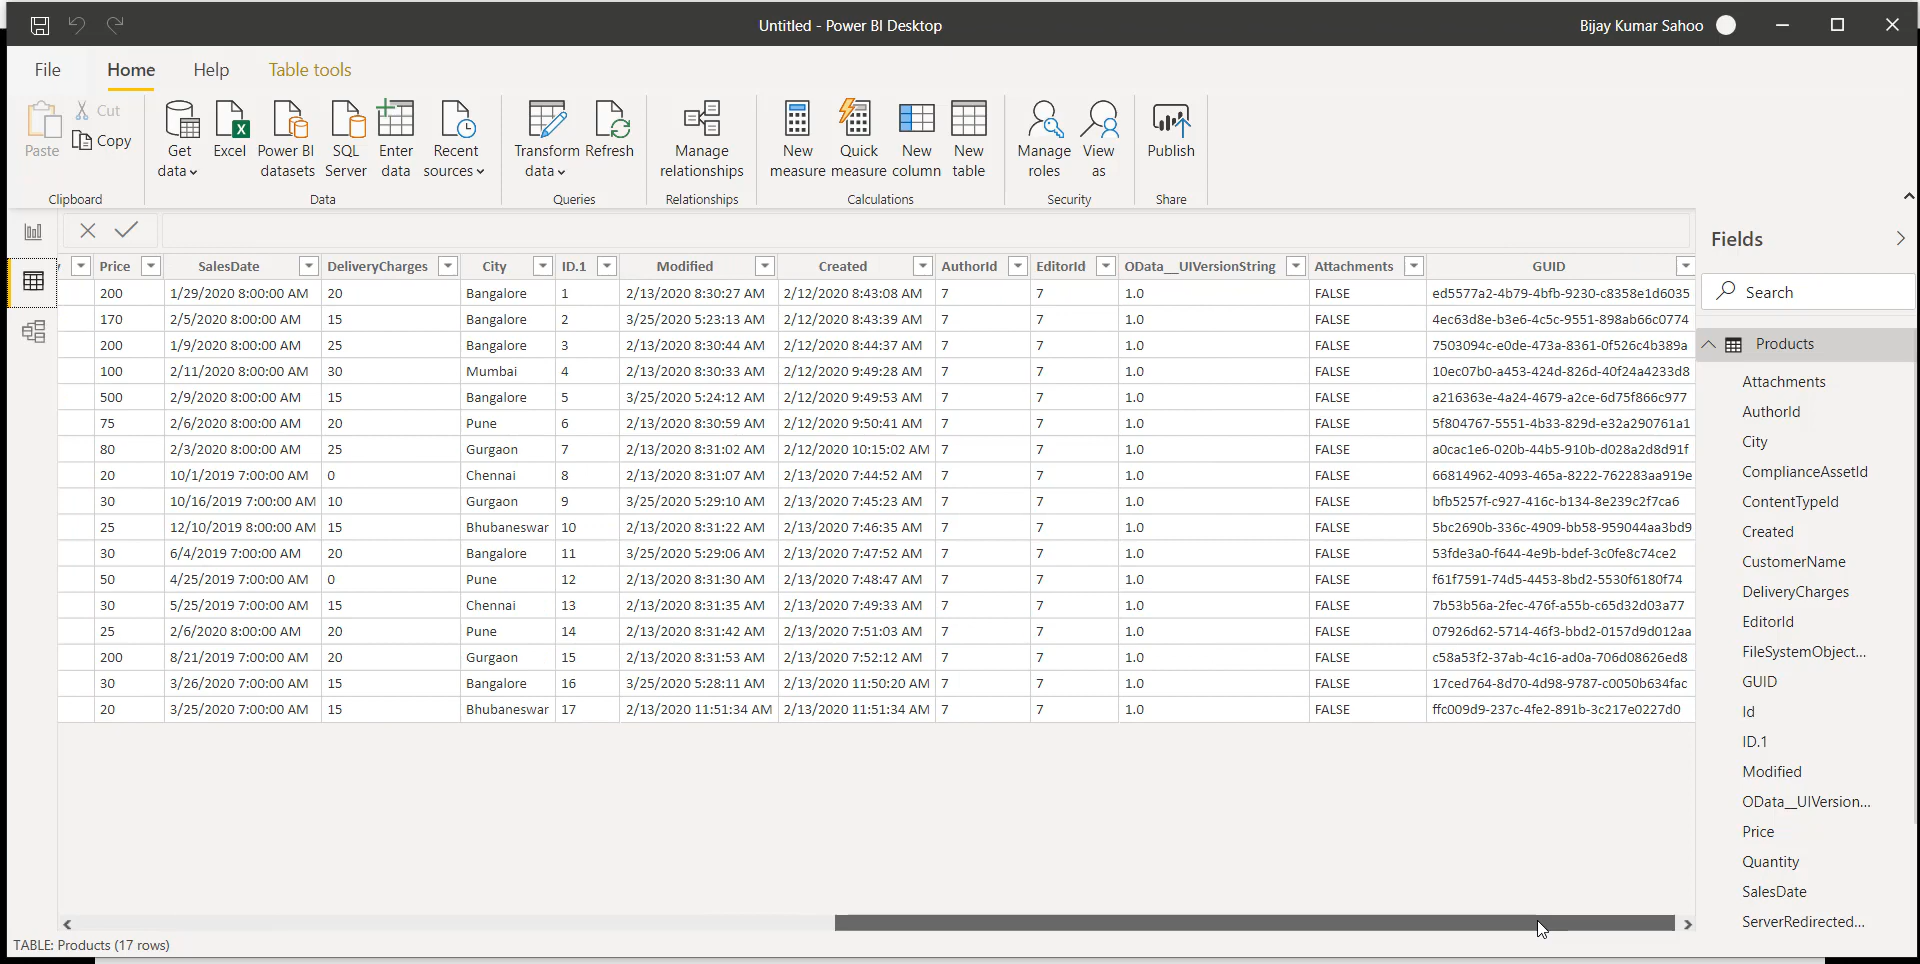 Untitled - Power BI Desktop
Bijay Kumar Sahoo
File Home Help Table tools
Paste
Cut
Copy
Clipboard
Get data
Excel
Power BI datasets
SQL Server
Enter data
Recent sources
Data
Transform data
Refresh
Queries
Manage relationships
Relationships
New measure
Quick measure
New column
New table
Calculations
Manage roles
View as
Security
Publish
Share
Price SalesDate DeliveryCharges City ID.1 Modified Created AuthorId EditorId OData__UIVersionString Attachments GUID
200 1/29/2020 8:00:00 AM 20 Bangalore 1 2/13/2020 8:30:27 AM 2/12/2020 8:43:08 AM 7 7 1.0 FALSE ed5577a2-4b79-4bfb-9230-c8358e1d6035
170 2/5/2020 8:00:00 AM 15 Bangalore 2 3/25/2020 5:23:13 AM 2/12/2020 8:43:39 AM 7 7 1.0 FALSE 4ec63d8e-b3e6-4c5c-9551-898ab66c0774
200 1/9/2020 8:00:00 AM 25 Bangalore 3 2/13/2020 8:30:44 AM 2/12/2020 8:44:37 AM 7 7 1.0 FALSE 7503094c-e0de-473a-8361-0f526c4b389a
100 2/11/2020 8:00:00 AM 30 Mumbai 4 2/13/2020 8:30:33 AM 2/12/2020 9:49:28 AM 7 7 1.0 FALSE 10ec07b0-a453-424d-826d-40f24a4233d8
500 2/9/2020 8:00:00 AM 15 Bangalore 5 3/25/2020 5:24:12 AM 2/12/2020 9:49:53 AM 7 7 1.0 FALSE a216363e-4a24-4679-a2ce-6d75f866c977
75 2/6/2020 8:00:00 AM 20 Pune 6 2/13/2020 8:30:59 AM 2/12/2020 9:50:41 AM 7 7 1.0 FALSE 5f804767-5551-4b33-829d-e32a290761a1
80 2/3/2020 8:00:00 AM 25 Gurgaon 7 2/13/2020 8:31:02 AM 2/12/2020 10:15:02 AM 7 7 1.0 FALSE a0cac1e6-020b-44b5-910b-d028a2d8d91f
20 10/1/2019 7:00:00 AM 0 Chennai 8 2/13/2020 8:31:07 AM 2/13/2020 7:44:52 AM 7 7 1.0 FALSE 66814962-4093-465a-8222-762283aa919e
30 10/16/2019 7:00:00 AM 10 Gurgaon 9 3/25/2020 5:29:10 AM 2/13/2020 7:45:23 AM 7 7 1.0 FALSE bfb5257f-c927-416c-b134-8e239c2f7ca6
25 12/10/2019 8:00:00 AM 15 Bhubaneswar 10 2/13/2020 8:31:22 AM 2/13/2020 7:46:35 AM 7 7 1.0 FALSE 5bc2690b-336c-4909-bb58-959044aa3bd9
30 6/4/2019 7:00:00 AM 20 Bangalore 11 3/25/2020 5:29:06 AM 2/13/2020 7:47:52 AM 7 7 1.0 FALSE 53fde3a0-f644-4e9b-bdef-3c0fe8c74ce2
50 4/25/2019 7:00:00 AM 0 Pune 12 2/13/2020 8:31:30 AM 2/13/2020 7:48:47 AM 7 7 1.0 FALSE f61f7591-74d5-4453-8bd2-5530f6180f74
30 5/25/2019 7:00:00 AM 15 Chennai 13 2/13/2020 8:31:35 AM 2/13/2020 7:49:33 AM 7 7 1.0 FALSE 7b53b56a-2fec-476f-a55b-c65d32d03a77
25 2/6/2020 8:00:00 AM 20 Pune 14 2/13/2020 8:31:42 AM 2/13/2020 7:51:03 AM 7 7 1.0 FALSE 07926d62-5714-46f3-bbd2-0157d9d012aa
200 8/21/2019 7:00:00 AM 20 Gurgaon 15 2/13/2020 8:31:53 AM 2/13/2020 7:52:12 AM 7 7 1.0 FALSE c58a53f2-37ab-4c16-ad0a-706d08626ed8
30 3/26/2020 7:00:00 AM 15 Bangalore 16 3/25/2020 5:28:11 AM 2/13/2020 11:50:20 AM 7 7 1.0 FALSE 17ced764-8d70-4d98-9787-c0050b634fac
20 3/25/2020 7:00:00 AM 15 Bhubaneswar 17 2/13/2020 11:51:34 AM 2/13/2020 11:51:34 AM 7 7 1.0 FALSE ffc009d9-237c-4fe2-891b-3c217e0227d0
Fields
Search
Products
Attachments
AuthorId
City
ComplianceAssetId
ContentTypeId
Created
CustomerName
DeliveryCharges
EditorId
FileSystemObject...
GUID
Id
ID.1
Modified
OData__UIVersion...
Price
Quantity
SalesDate
ServerRedirected...
TABLE: Products (17 rows)